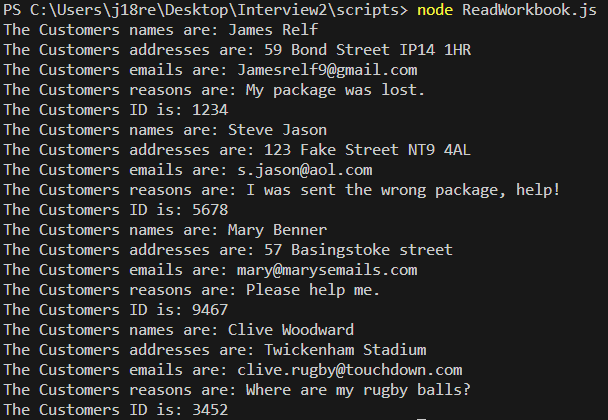 PS C:\Users\j18re\Desktop\Interview2\scripts> node ReadWorkbook.js
The Customers names are: James Relf
The Customers addresses are: 59 Bond Street IP14 1HR
The Customers emails are: Jamesrelf9@gmail.com
The Customers reasons are: My package was lost.
The Customers ID is: 1234
The Customers names are: Steve Jason
The Customers addresses are: 123 Fake Street NT9 4AL
The Customers emails are: s.jason@aol.com
The Customers reasons are: I was sent the wrong package, help!
The Customers ID is: 5678
The Customers names are: Mary Benner
The Customers addresses are: 57 Basingstoke street
The Customers emails are: mary@marysemails.com
The Customers reasons are: Please help me.
The Customers ID is: 9467
The Customers names are: Clive Woodward
The Customers addresses are: Twickenham Stadium
The Customers emails are: clive.rugby@touchdown.com
The Customers reasons are: Where are my rugby balls?
The Customers ID is: 3452